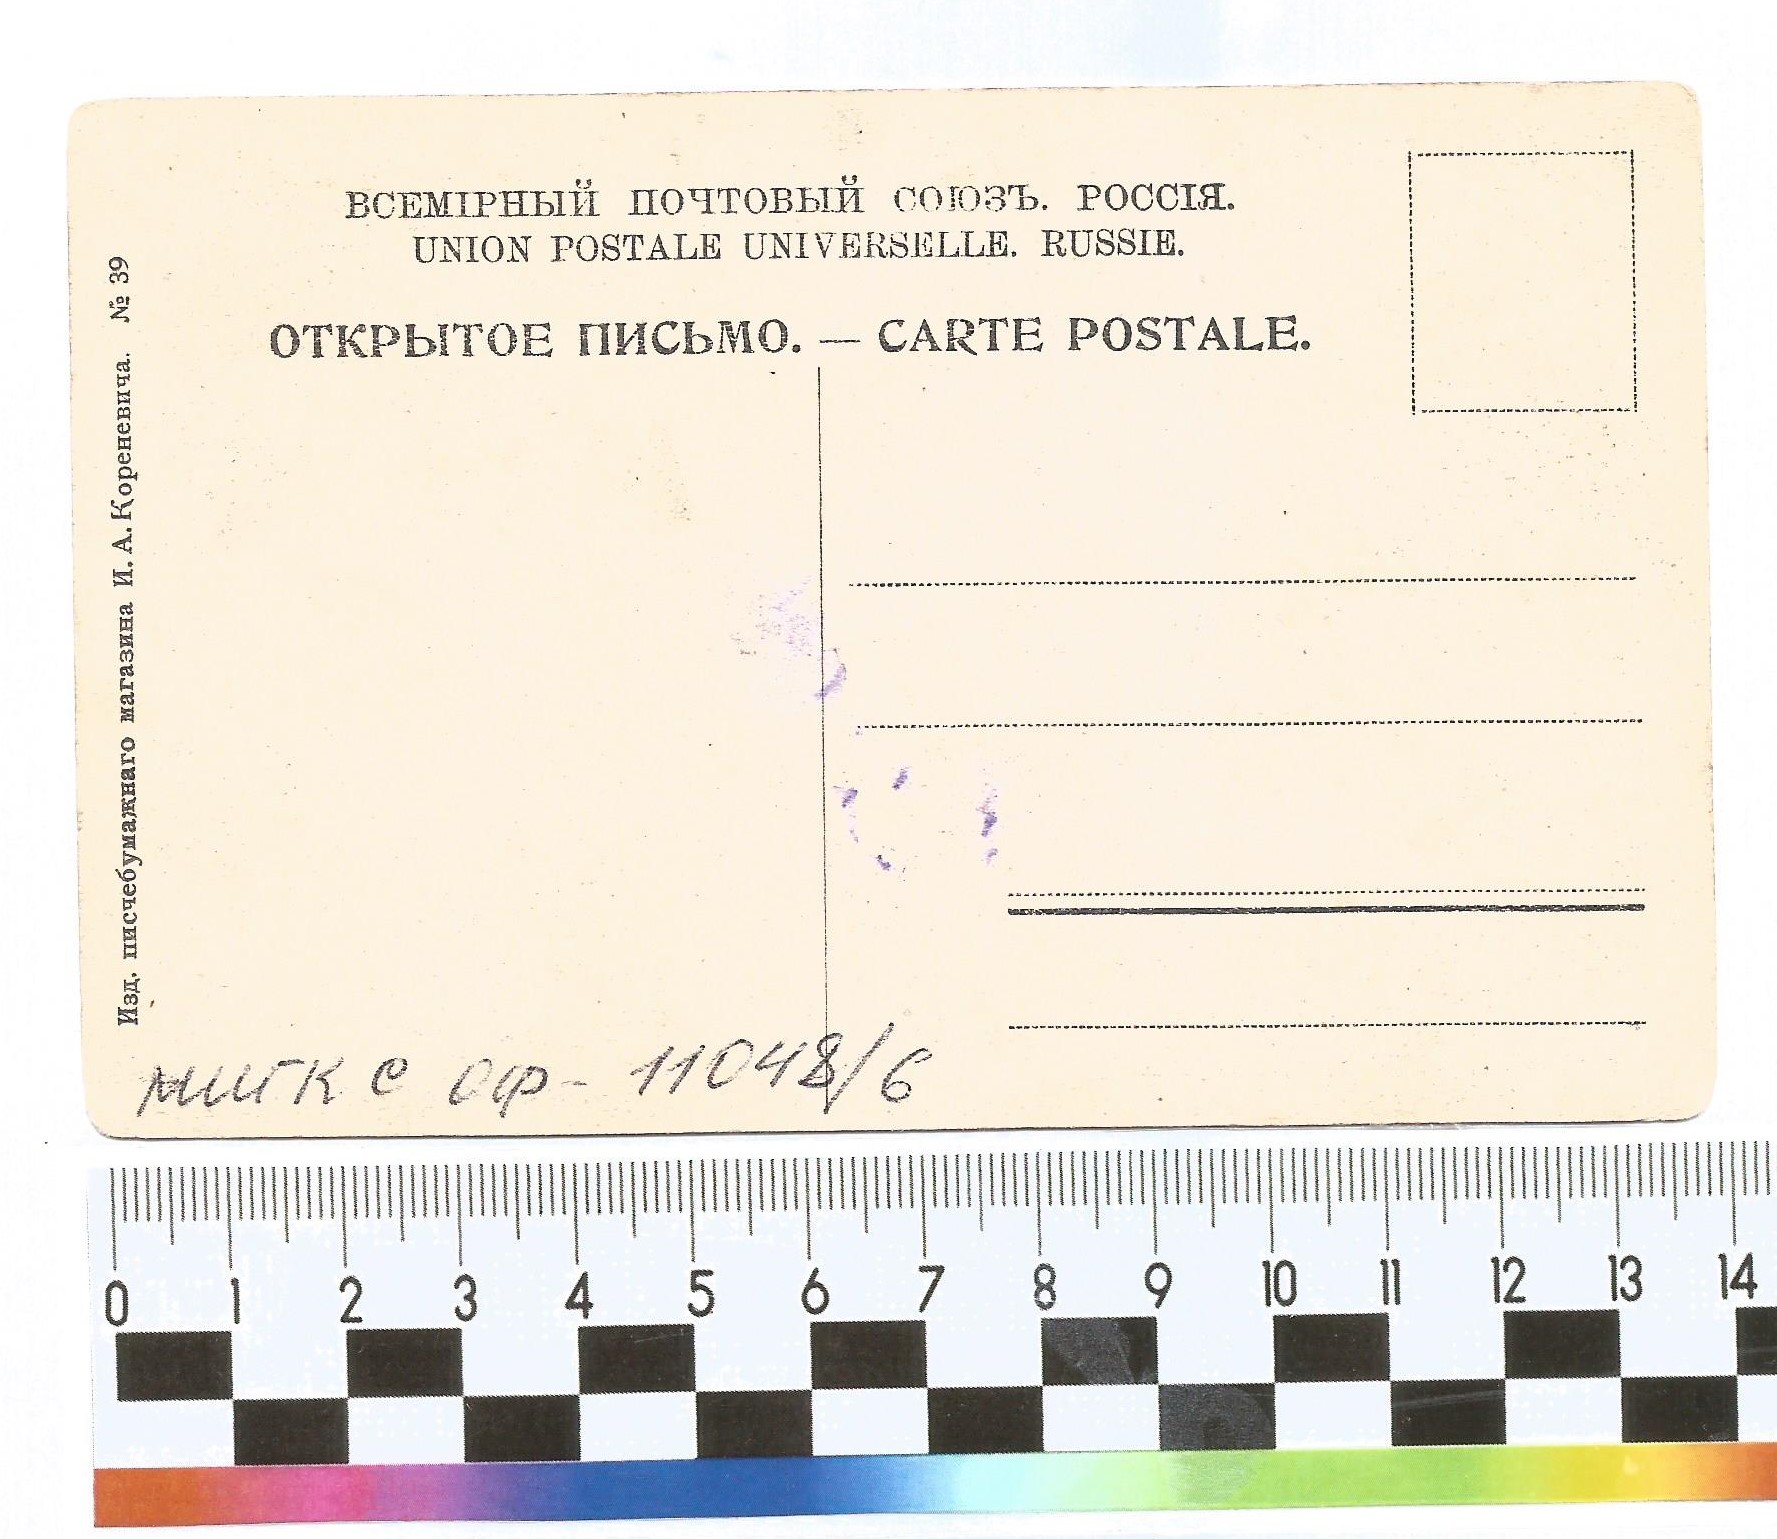 ВСЕМІРНЫЙ ПОЧТОВЫЙ СОЮЗЪ. РОССІЯ.
UNION POSTALE UNIVERSELLE. RUSSIE.
ОТКРЫТОЕ ПИСЬМО. — CARTE POSTALE.
Изд. писчебумажнаго магазина И. А. Кореневича. № 39
МИГК С ОФ - 11048/6
0 1 2 3 4 5 6 7 8 9 10 11 12 13 14